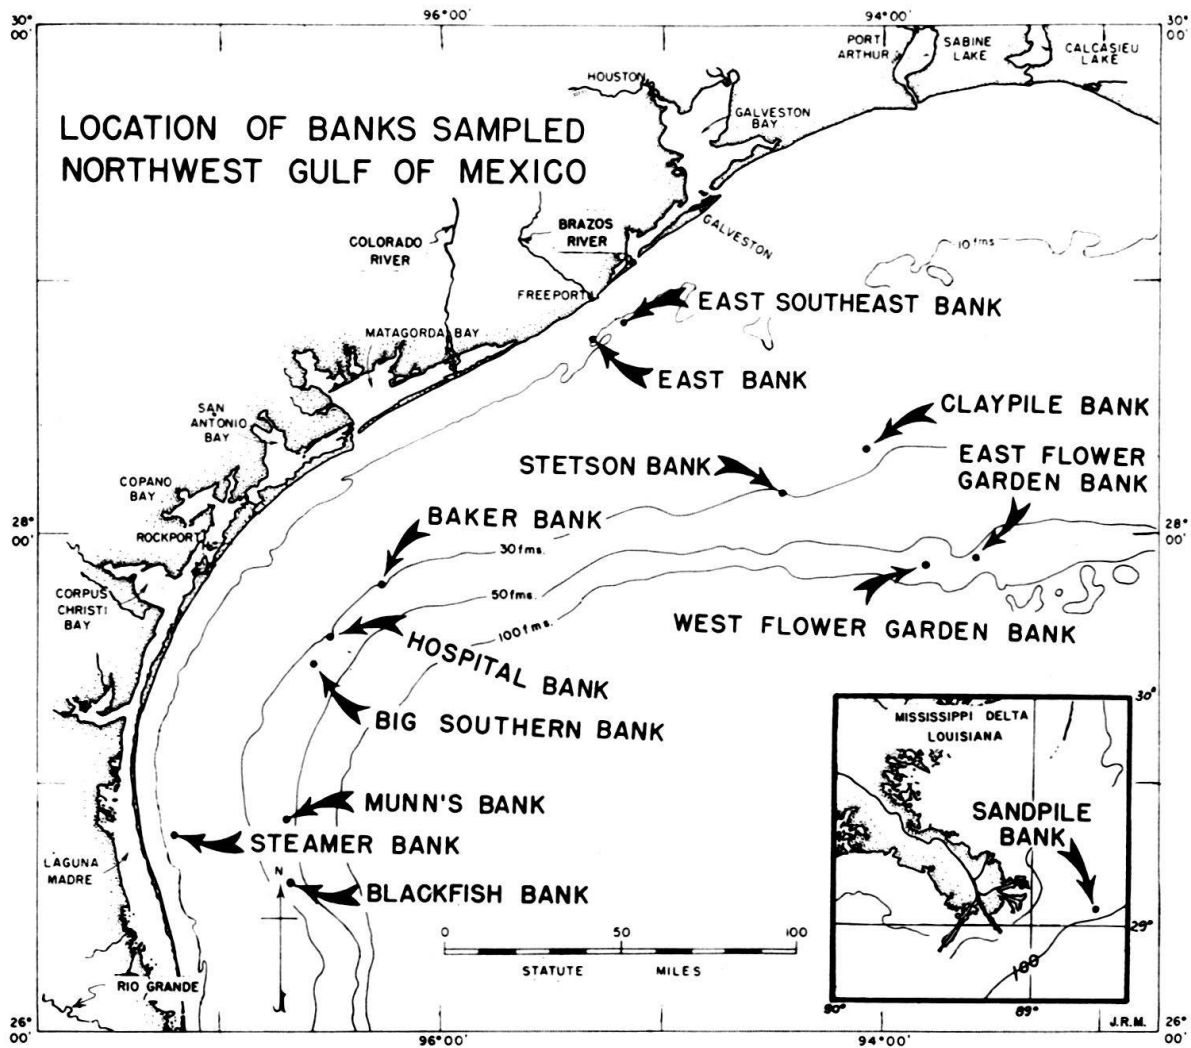 96°00'
94°00'
30°
00'
30°
00'
PORT
ARTHUR
SABINE
LAKE
CALCASIEU
LAKE
HOUSTON
GALVESTON
BAY
LOCATION OF BANKS SAMPLED
NORTHWEST GULF OF MEXICO
COLORADO
RIVER
BRAZOS
RIVER
GALVESTON
10 fms
FREEPORT
EAST SOUTHEAST BANK
MATAGORDA BAY
EAST BANK
SAN
ANTONIO
BAY
CLAYPILE BANK
STETSON BANK
EAST FLOWER
GARDEN BANK
COPANO
BAY
BAKER BANK
28°
00'
28°
00'
ROCKPORT
30 fms.
50 fms.
100 fms.
CORPUS
CHRISTI
BAY
WEST FLOWER GARDEN BANK
HOSPITAL BANK
BIG SOUTHERN BANK
30°
MISSISSIPPI DELTA
LOUISIANA
MUNN'S BANK
SANDPILE
BANK
STEAMER BANK
LAGUNA
MADRE
N
BLACKFISH BANK
29°
0 50 100
STATUTE MILES
100
RIO GRANDE
90° 89°
J.R.M.
26°
00'
26°
00'
96°00'
94°00'